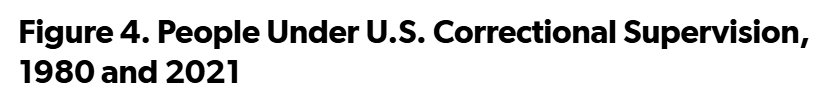 Figure 4. People Under U.S. Correctional Supervision,
1980 and 2021